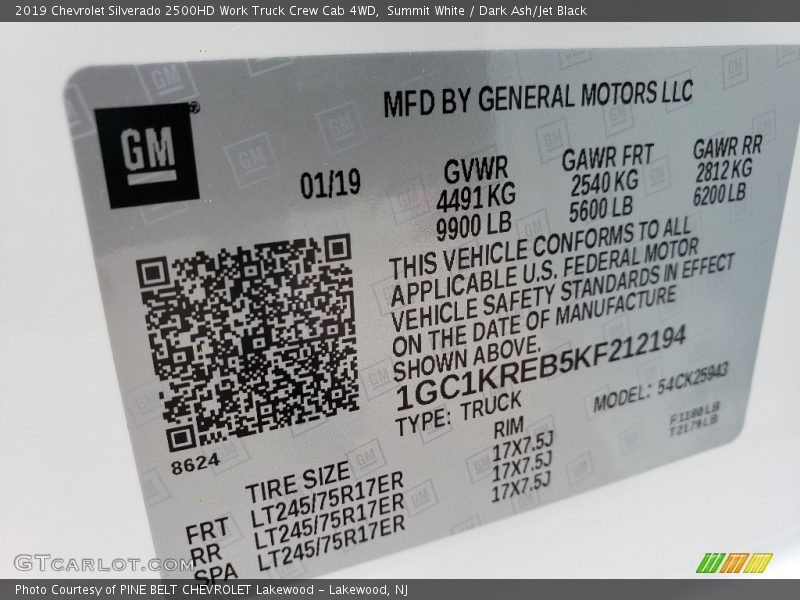 2019 Chevrolet Silverado 2500HD Work Truck Crew Cab 4WD,  Summit White / Dark Ash/Jet Black
GM®
MFD BY GENERAL MOTORS LLC
01/19
GVWR
4491 KG
9900 LB
GAWR FRT
2540 KG
5600 LB
GAWR RR
2812 KG
6200 LB
THIS VEHICLE CONFORMS TO ALL
APPLICABLE U.S. FEDERAL MOTOR
VEHICLE SAFETY STANDARDS IN EFFECT
ON THE DATE OF MANUFACTURE
SHOWN ABOVE.
1GC1KREB5KF212194
TYPE: TRUCK
MODEL: 54CK25943
F1180 LB
T2179 LB
8624
TIRE SIZE
RIM
FRT LT245/75R17ER 17X7.5J
RR LT245/75R17ER 17X7.5J
SPA LT245/75R17ER 17X7.5J
GTcarlot.com
Photo Courtesy of PINE BELT CHEVROLET Lakewood - Lakewood, NJ